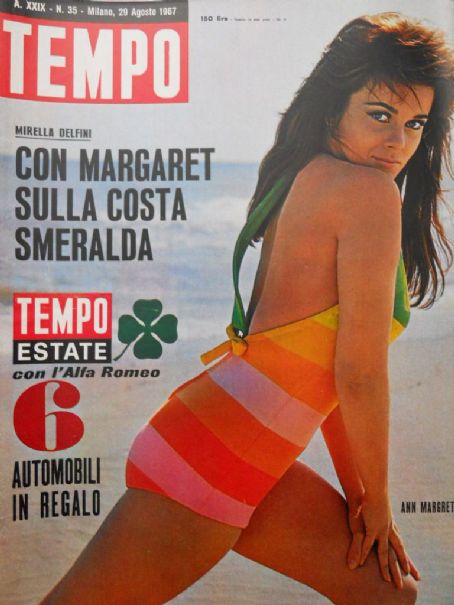 A. XXIX - N. 35 - Milano, 29 Agosto 1967
150 lire
TEMPO
MIRELLA DELFINI
CON MARGARET
SULLA COSTA
SMERALDA
TEMPO
ESTATE
con l'Alfa Romeo
6
AUTOMOBILI
IN REGALO
ANN MARGRET